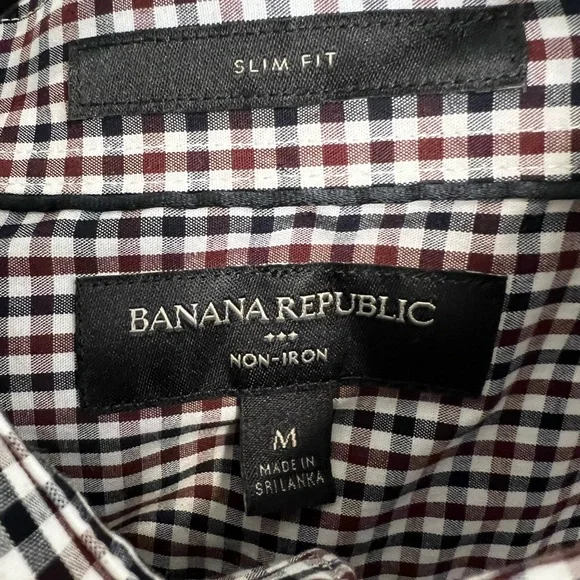 SLIM FIT
BANANA REPUBLIC
NON-IRON
M
MADE IN
SRI LANKA